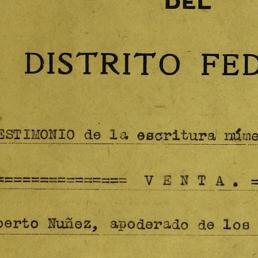 DEL
DISTRITO FED
ESTIMONIO de la escritura núme
=============== V E N T A. =
berto Nuñez, apoderado de los